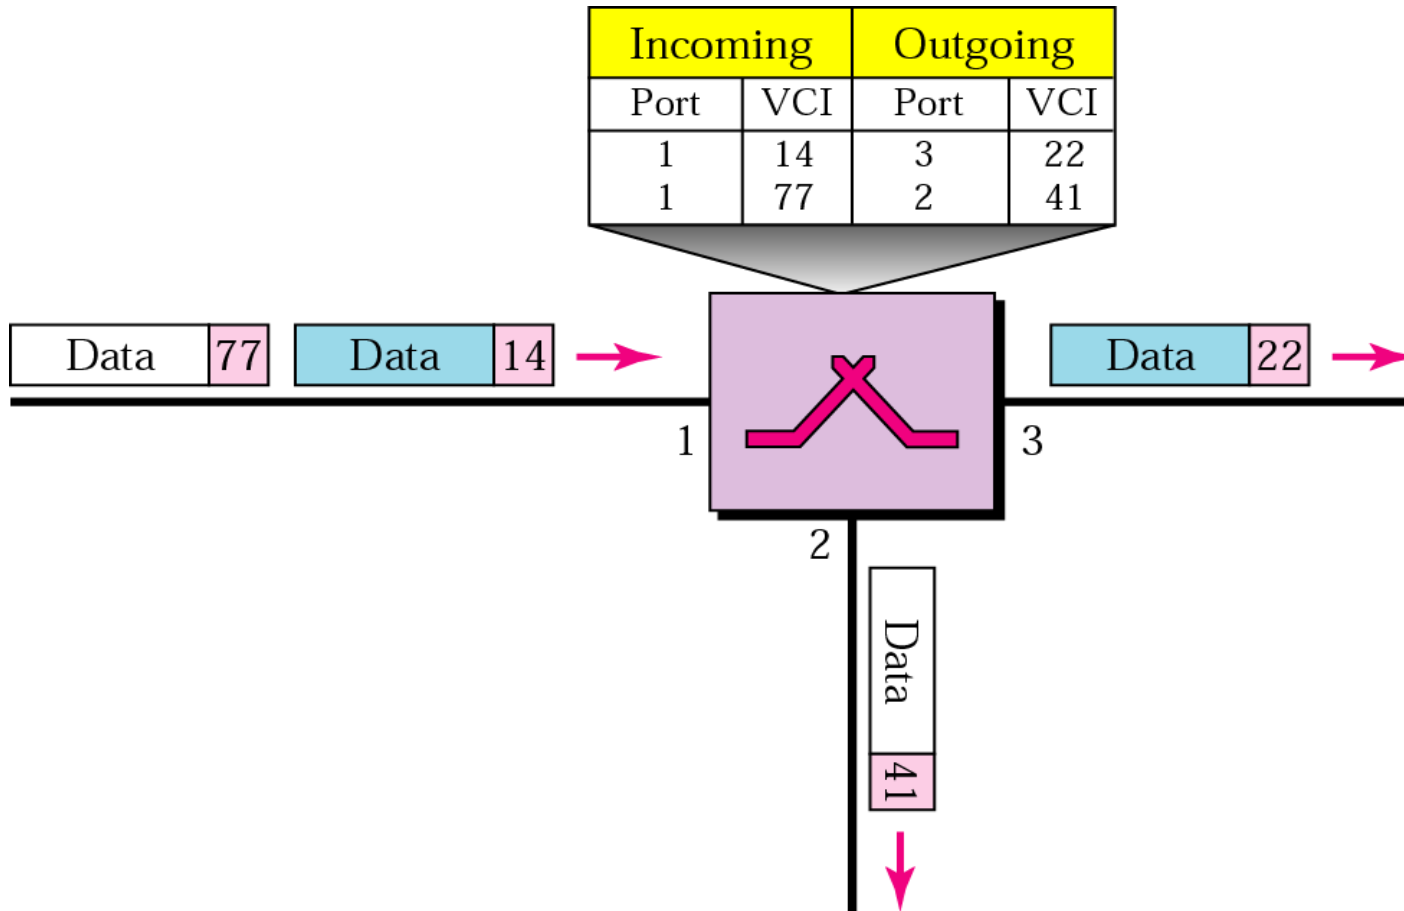 Incoming Outgoing
Port VCI Port VCI
1 14 3 22
1 77 2 41
Data 77 Data 14 Data 22
1 3
2
Data 41